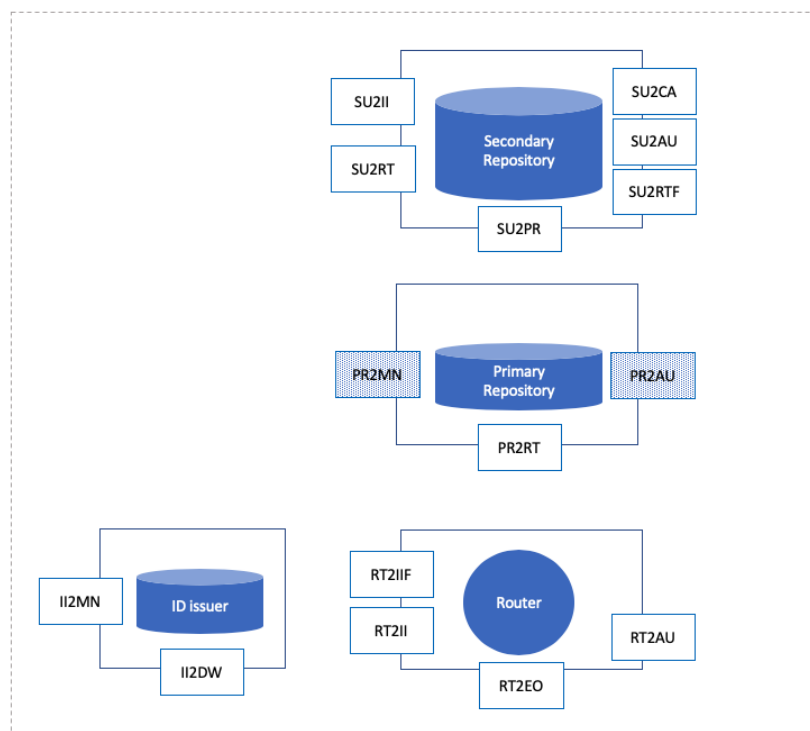 SU2II
SU2CA
Secondary
Repository
SU2AU
SU2RT
SU2RTF
SU2PR
PR2MN
Primary
Repository
PR2AU
PR2RT
RT2IIF
II2MN
ID issuer
Router
RT2II
RT2AU
II2DW
RT2EO